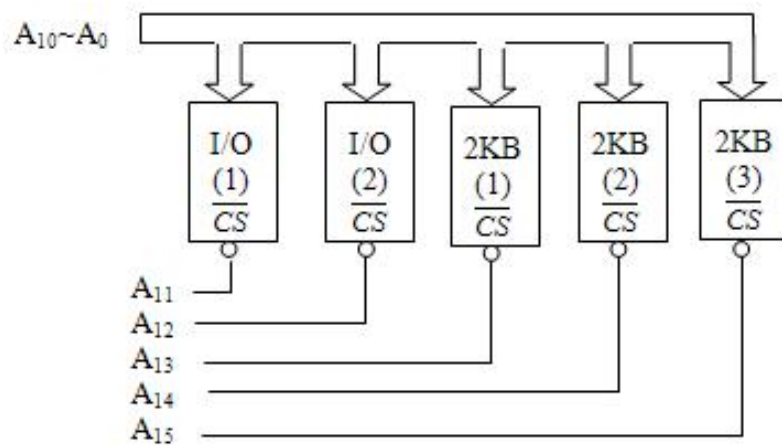 A10~A0
I/O
(1)
CS
I/O
(2)
CS
2KB
(1)
CS
2KB
(2)
CS
2KB
(3)
CS
A11
A12
A13
A14
A15